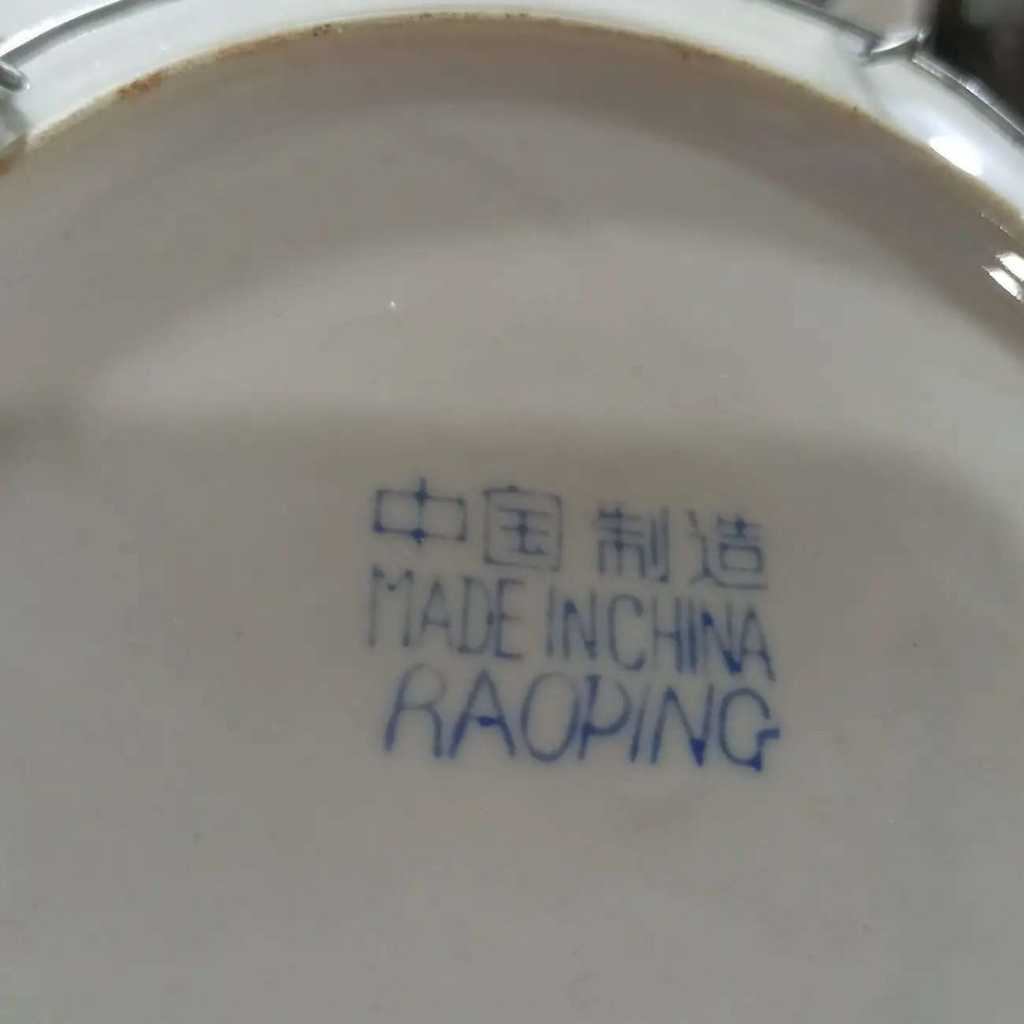 中国制造
MADE IN CHINA
RAOPING